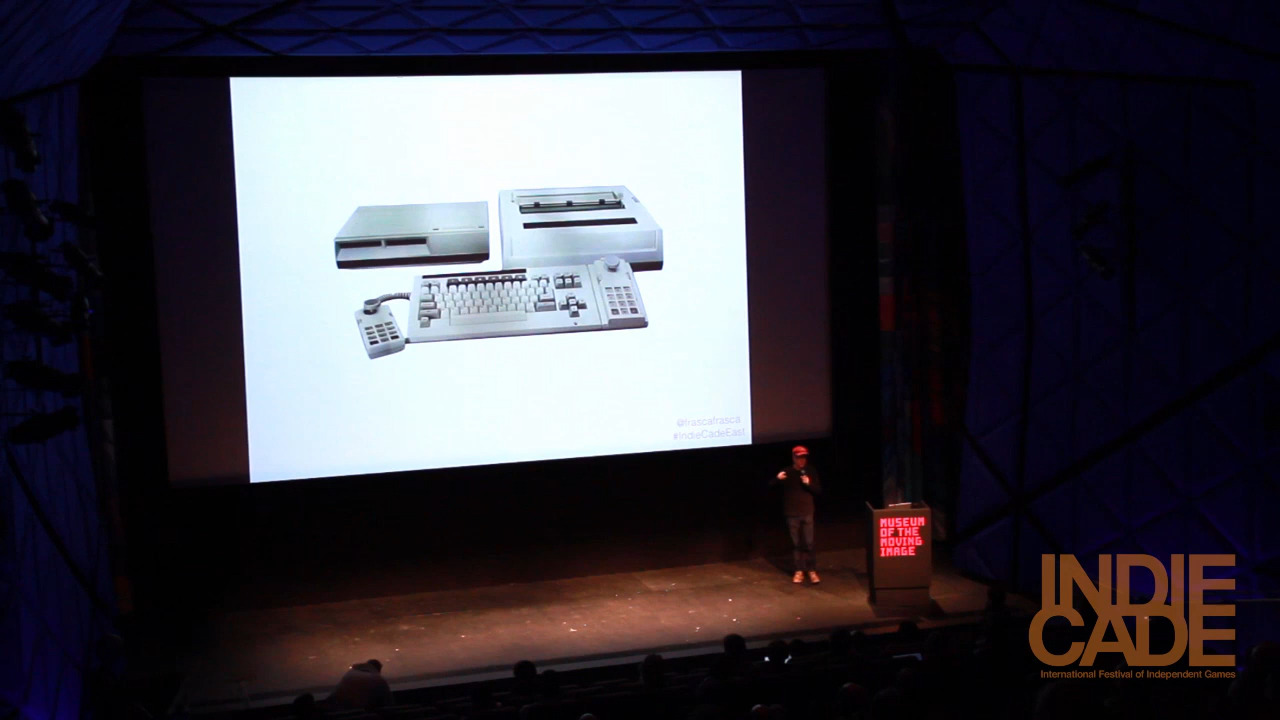 @frascafrasca
#IndieCadeEast
MUSEUM
OF THE
MOVING
IMAGE
INDIE
CADE
International Festival of Independent Games